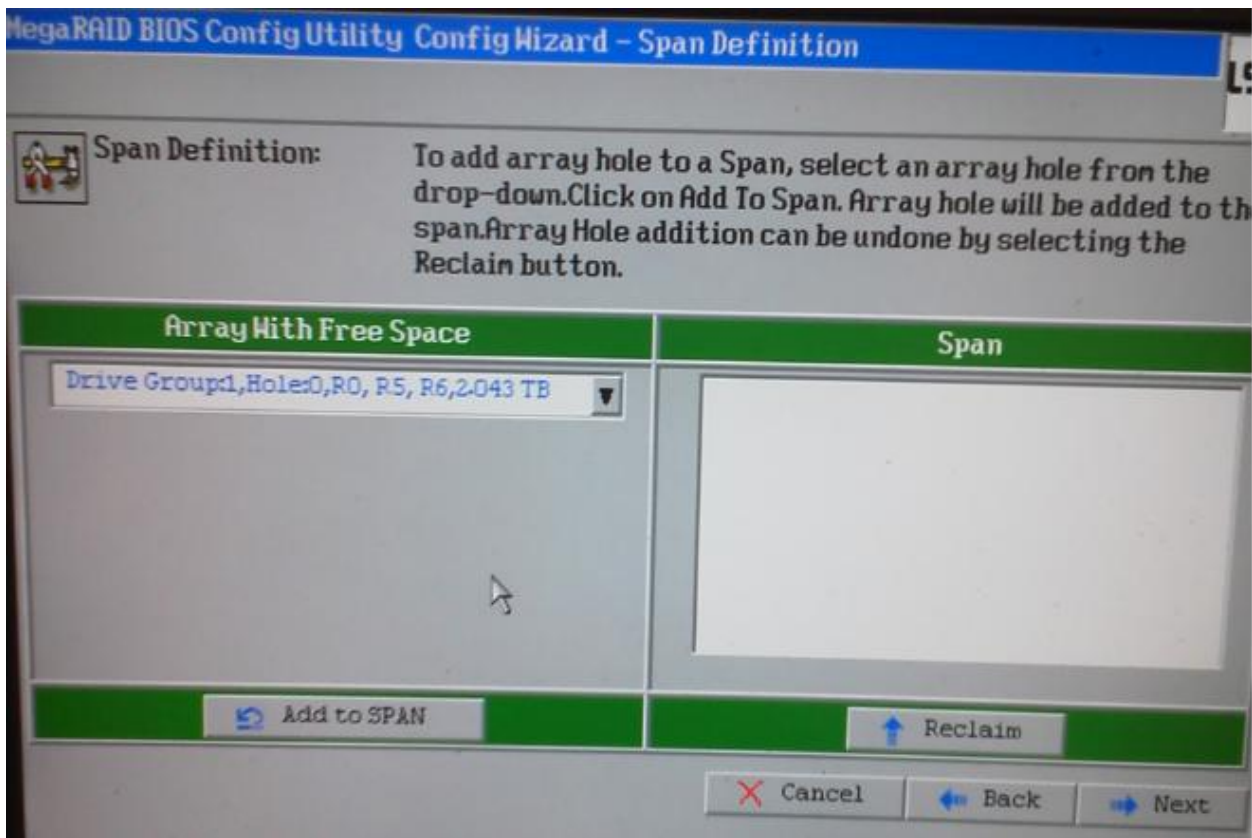 MegaRAID BIOS Config Utility Config Wizard – Span Definition
LS
Span Definition:
To add array hole to a Span, select an array hole from the
drop-down.Click on Add To Span. Array hole will be added to th
span.Array Hole addition can be undone by selecting the
Reclaim button.
Array With Free Space
Span
Drive Group:1,Hole:0,R0, R5, R6,2.043 TB
Add to SPAN
Reclaim
Cancel
Back
Next